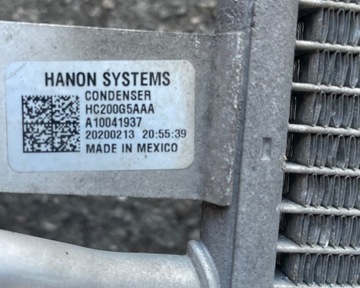 HANON SYSTEMS
CONDENSER
HC200G5AAA
A10041937
20200213 20:55:39
MADE IN MEXICO